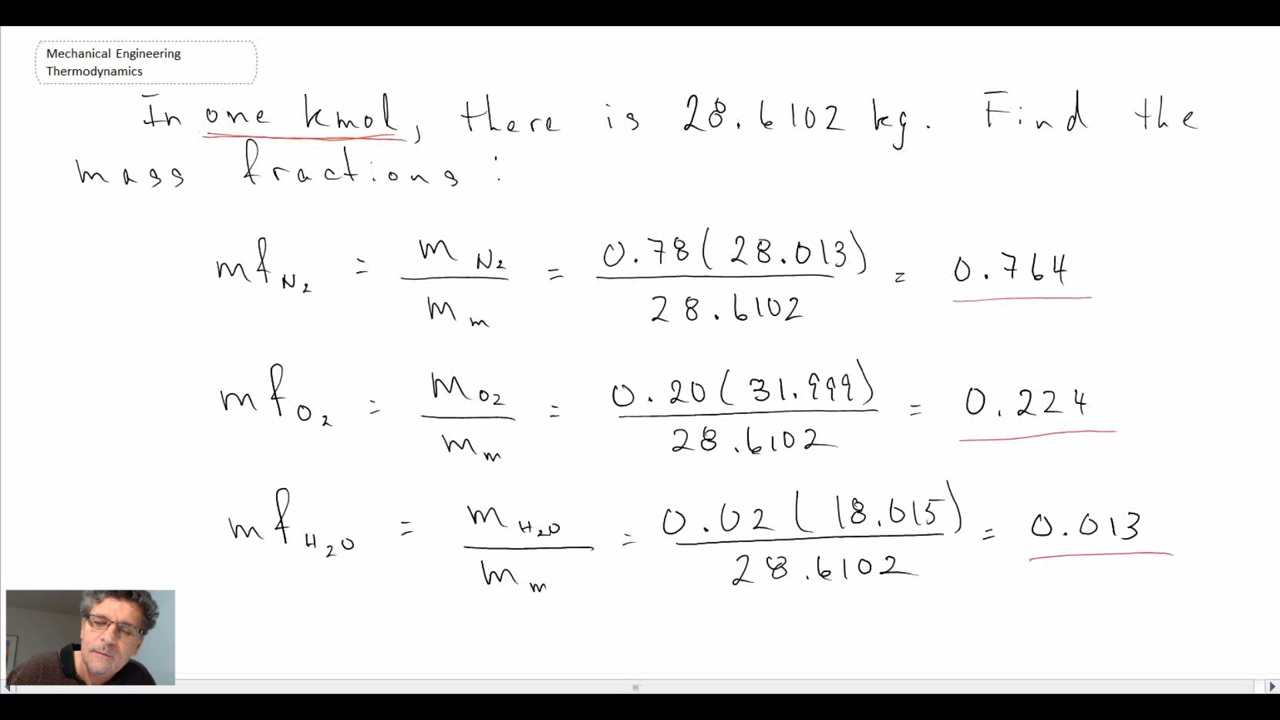 Mechanical Engineering
Thermodynamics
In one kmol, there is 28.6102 kg. Find the
mass fractions :
mf_N₂ = m_N₂ / m_m = 0.78(28.013) / 28.6102 = 0.764
mf_O₂ = m_O₂ / m_m = 0.20(31.999) / 28.6102 = 0.224
mf_H₂O = m_H₂O / m_m = 0.02(18.015) / 28.6102 = 0.013